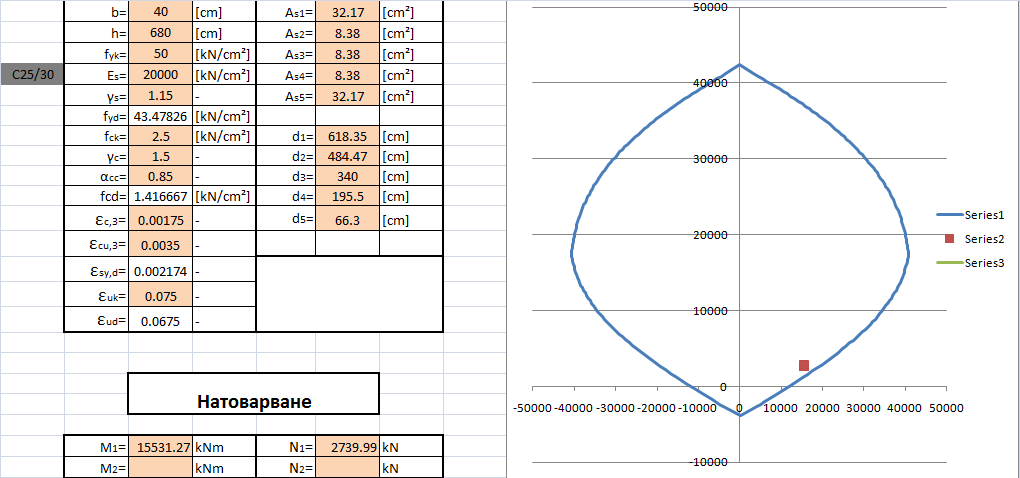 b= 40 [cm] As1= 32.17 [cm²]
h= 680 [cm] As2= 8.38 [cm²]
fyk= 50 [kN/cm²] As3= 8.38 [cm²]
C25/30 Es= 20000 [kN/cm²] As4= 8.38 [cm²]
γs= 1.15 - As5= 32.17 [cm²]
fyd= 43.47826 [kN/cm²]
fck= 2.5 [kN/cm²] d1= 618.35 [cm]
γc= 1.5 - d2= 484.47 [cm]
αcc= 0.85 - d3= 340 [cm]
fcd= 1.416667 [kN/cm²] d4= 195.5 [cm]
Ɛc,3= 0.00175 - d5= 66.3 [cm]
Ɛcu,3= 0.0035 -
Ɛsy,d= 0.002174 -
Ɛuk= 0.075 -
Ɛud= 0.0675 -
Натоварване
M1= 15531.27 kNm N1= 2739.99 kN
M2= kNm N2= kN
50000
40000
30000
20000
10000
0
-10000
-50000 -40000 -30000 -20000 -10000 0 10000 20000 30000 40000 50000
Series1
Series2
Series3